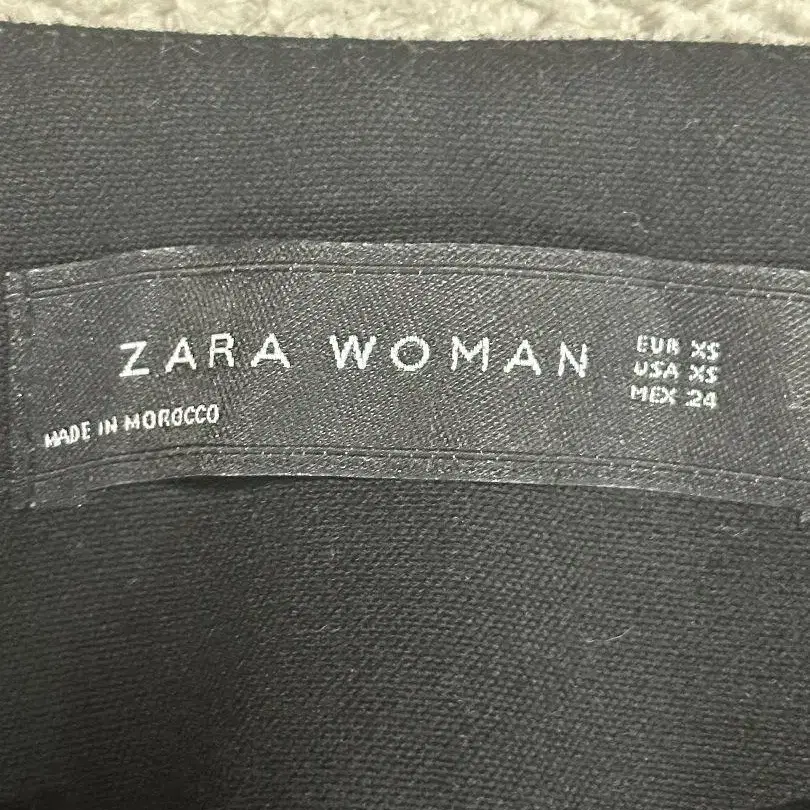 ZARA WOMAN
EUR XS
USA XS
MEX 24
MADE IN MOROCCO